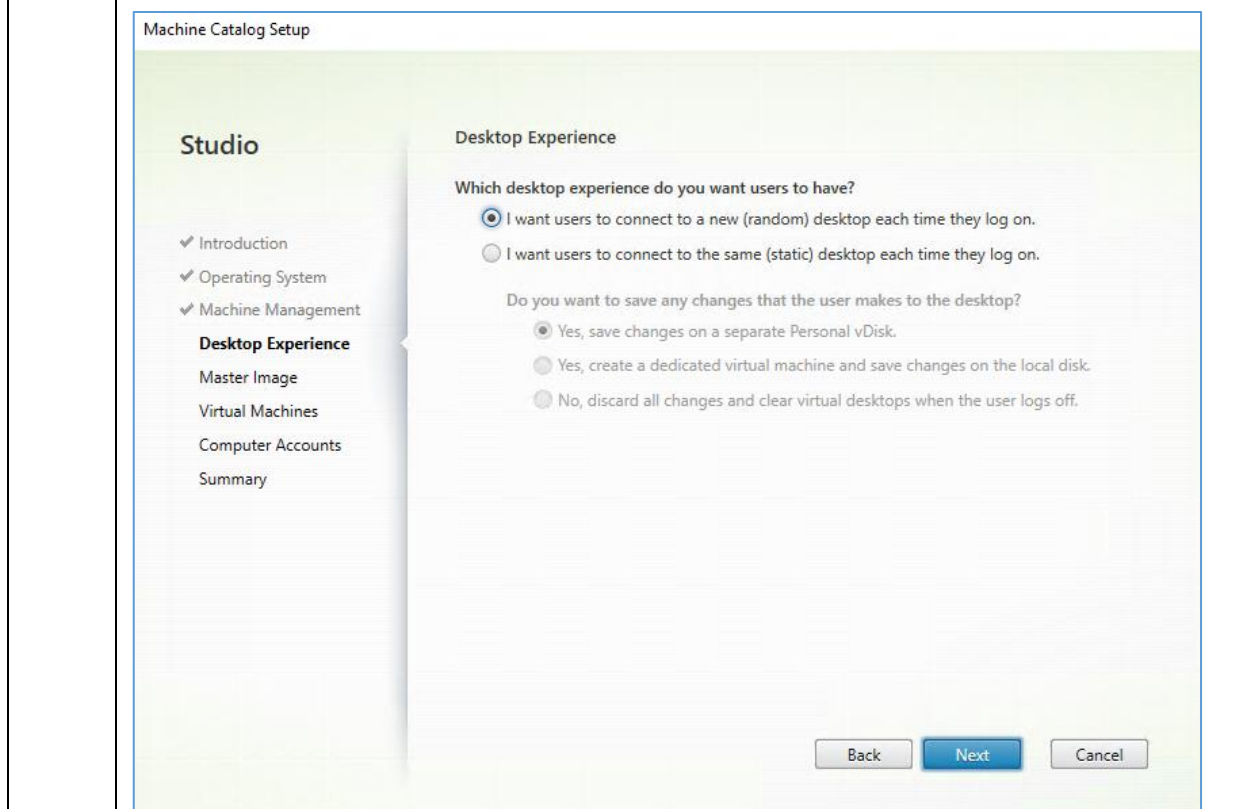 Machine Catalog Setup
Studio
Introduction
Operating System
Machine Management
Desktop Experience
Master Image
Virtual Machines
Computer Accounts
Summary
Desktop Experience
Which desktop experience do you want users to have?
I want users to connect to a new (random) desktop each time they log on.
I want users to connect to the same (static) desktop each time they log on.
Do you want to save any changes that the user makes to the desktop?
Yes, save changes on a separate Personal vDisk.
Yes, create a dedicated virtual machine and save changes on the local disk.
No, discard all changes and clear virtual desktops when the user logs off.
Back
Next
Cancel